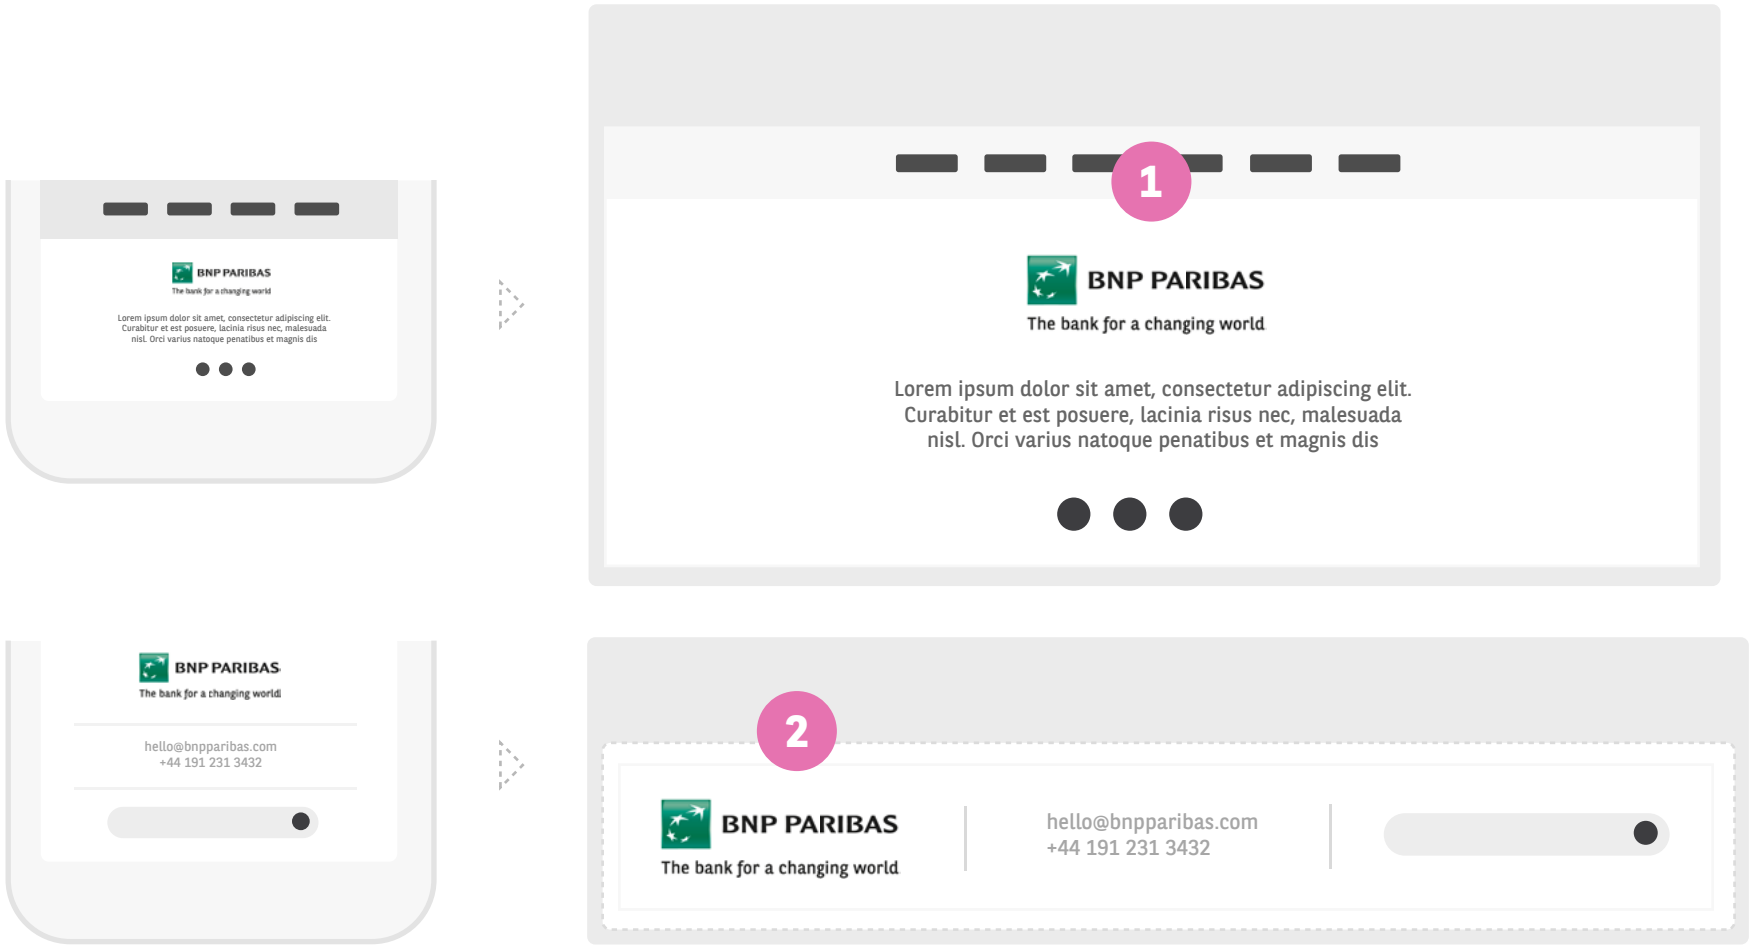 BNP PARIBAS
The bank for a changing world
Lorem ipsum dolor sit amet, consectetur adipiscing elit.
Curabitur et est posuere, lacinia risus nec, malesuada
nisl. Orci varius natoque penatibus et magnis dis
1
BNP PARIBAS
The bank for a changing world
Lorem ipsum dolor sit amet, consectetur adipiscing elit.
Curabitur et est posuere, lacinia risus nec, malesuada
nisl. Orci varius natoque penatibus et magnis dis
BNP PARIBAS
The bank for a changing world
hello@bnpparibas.com
+44 191 231 3432
2
BNP PARIBAS
The bank for a changing world
hello@bnpparibas.com
+44 191 231 3432